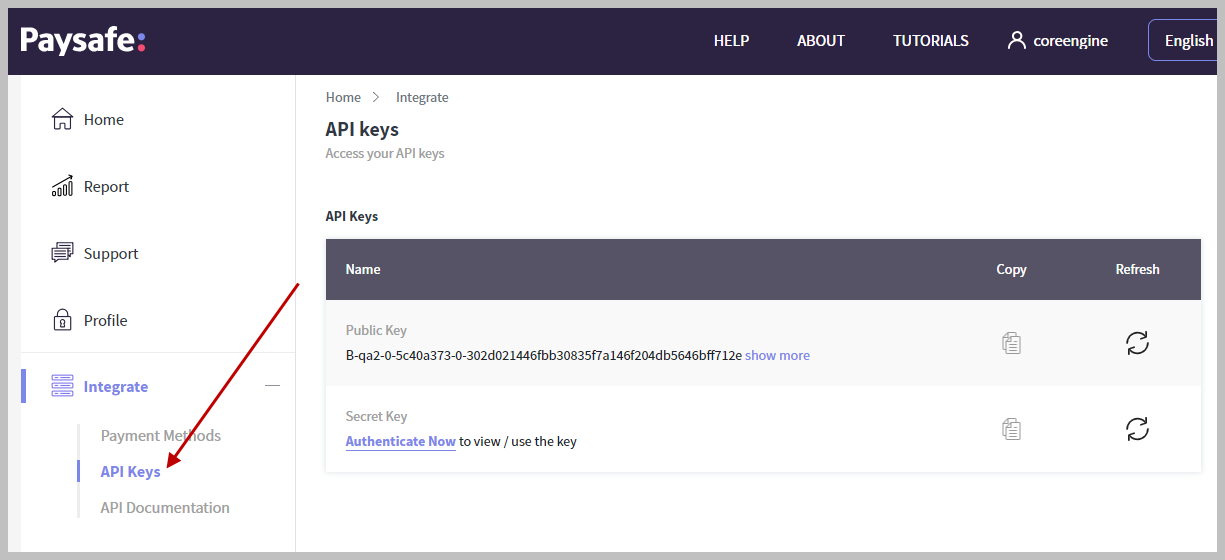 Paysafe:
HELP ABOUT TUTORIALS coreengine English
Home
Report
Support
Profile
Integrate
Payment Methods
API Keys
API Documentation
Home > Integrate
API keys
Access your API keys
API Keys
Name Copy Refresh
Public Key
B-qa2-0-5c40a373-0-302d021446fbb30835f7a146f204db5646bff712e show more
Secret Key
Authenticate Now to view / use the key